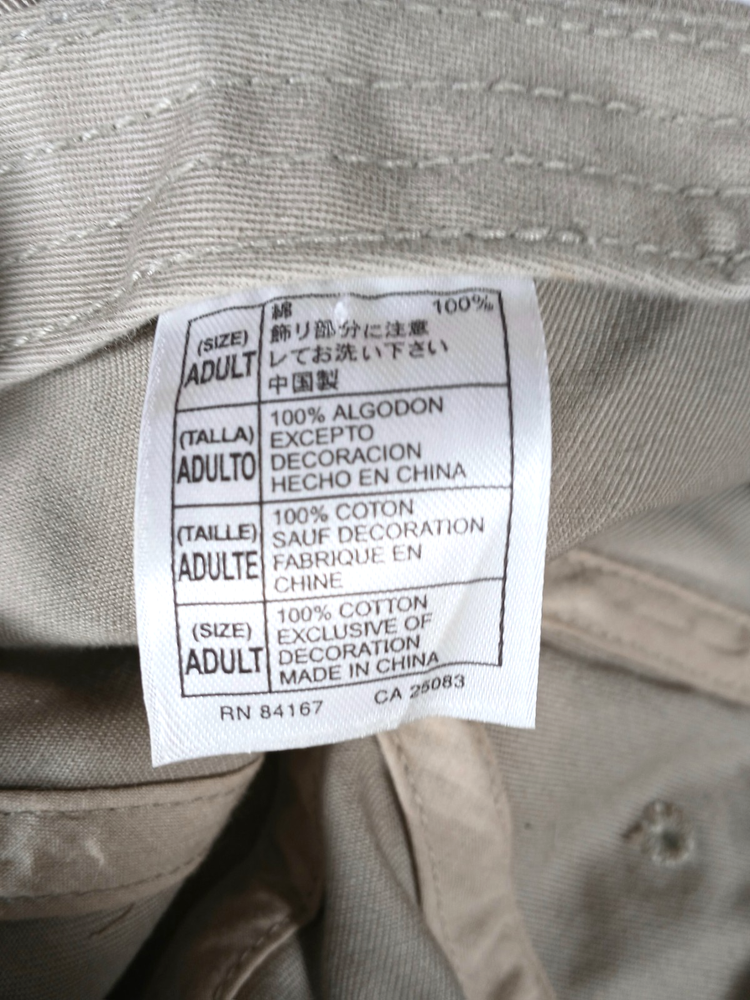 (SIZE)
ADULT
綿 100%
飾リ部分に注意
レてお洗い下さい
中国製
(TALLA)
ADULTO
100% ALGODON
EXCEPTO
DECORACION
HECHO EN CHINA
(TAILLE)
ADULTE
100% COTON
SAUF DECORATION
FABRIQUE EN
CHINE
(SIZE)
ADULT
100% COTTON
EXCLUSIVE OF
DECORATION
MADE IN CHINA
RN 84167 CA 25083